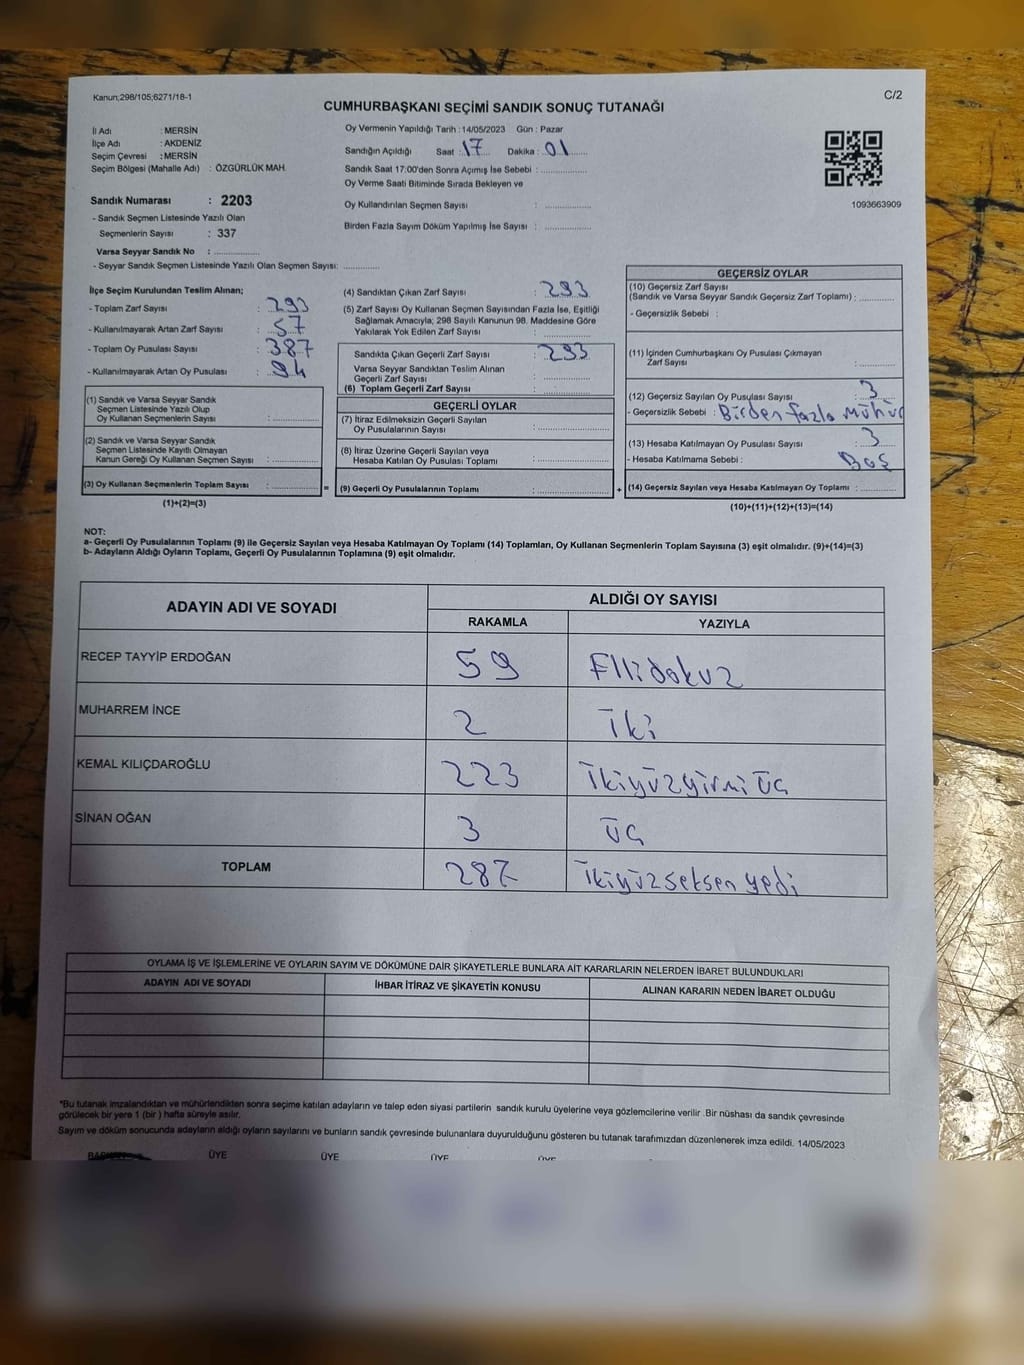 Kanun;298/105;6271/18-1
C/2
CUMHURBAŞKANI SEÇİMİ SANDIK SONUÇ TUTANAĞI
İl Adı : MERSİN
İlçe Adı : AKDENİZ
Seçim Çevresi : MERSİN
Seçim Bölgesi (Mahalle Adı) : ÖZGÜRLÜK MAH.
Sandık Numarası : 2203
- Sandık Seçmen Listesinde Yazılı Olan
Seçmenlerin Sayısı : 337
Varsa Seyyar Sandık No :
- Seyyar Sandık Seçmen Listesinde Yazılı Olan Seçmen Sayısı:
Oy Vermenin Yapıldığı Tarih : 14/05/2023 Gün : Pazar
Sandığın Açıldığı Saat : 17 Dakika : 01
Sandık Saat 17:00'den Sonra Açımış İse Sebebi :
Oy Verme Saati Bitiminde Sırada Bekleyen ve
Oy Kullandırılan Seçmen Sayısı :
Birden Fazla Sayım Döküm Yapılmış İse Sayısı :
1093663909
İlçe Seçim Kurulundan Teslim Alınan;
- Toplam Zarf Sayısı : 293
- Kullanılmayarak Artan Zarf Sayısı : 57
- Toplam Oy Pusulası Sayısı : 387
- Kullanılmayarak Artan Oy Pusulası : 94
(1) Sandık ve Varsa Seyyar Sandık
Seçmen Listesinde Yazılı Olup
Oy Kullanan Seçmenlerin Sayısı :
(2) Sandık ve Varsa Seyyar Sandık
Seçmen Listesinde Kayıtlı Olmayan
Kanun Gereği Oy Kullanan Seçmen Sayısı :
(3) Oy Kullanan Seçmenlerin Toplam Sayısı :
(1)+(2)=(3)
(4) Sandıktan Çıkan Zarf Sayısı : 293
(5) Zarf Sayısı Oy Kullanan Seçmen Sayısından Fazla İse, Eşitliği
Sağlamak Amacıyla; 298 Sayılı Kanunun 98. Maddesine Göre
Yakılarak Yok Edilen Zarf Sayısı :
Sandıkta Çıkan Geçerli Zarf Sayısı : 293
Varsa Seyyar Sandıktan Teslim Alınan
Geçerli Zarf Sayısı :
(6) Toplam Geçerli Zarf Sayısı :
GEÇERLİ OYLAR
(7) İtiraz Edilmeksizin Geçerli Sayılan
Oy Pusulalarının Sayısı :
(8) İtiraz Üzerine Geçerli Sayılan veya
Hesaba Katılan Oy Pusulası Toplamı :
= (9) Geçerli Oy Pusulalarının Toplamı :
GEÇERSİZ OYLAR
(10) Geçersiz Zarf Sayısı
(Sandık ve Varsa Seyyar Sandık Geçersiz Zarf Toplamı) :
- Geçersizlik Sebebi :
(11) İçinden Cumhurbaşkanı Oy Pusulası Çıkmayan
Zarf Sayısı :
(12) Geçersiz Sayılan Oy Pusulası Sayısı : 3
- Geçersizlik Sebebi : Birden fazla mühür
(13) Hesaba Katılmayan Oy Pusulası Sayısı : 3
- Hesaba Katılmama Sebebi : Boş
+ (14) Geçersiz Sayılan veya Hesaba Katılmayan Oy Toplamı :
(10)+(11)+(12)+(13)=(14)
NOT:
a- Geçerli Oy Pusulalarının Toplamı (9) ile Geçersiz Sayılan veya Hesaba Katılmayan Oy Toplamı (14) Toplamları, Oy Kullanan Seçmenlerin Toplam Sayısına (3) eşit olmalıdır. (9)+(14)=(3)
b- Adayların Aldığı Oyların Toplamı, Geçerli Oy Pusulalarının Toplamına (9) eşit olmalıdır.
ADAYIN ADI VE SOYADI
ALDIĞI OY SAYISI
RAKAMLA YAZIYLA
RECEP TAYYİP ERDOĞAN 59 Ellidokuz
MUHARREM İNCE 2 iki
KEMAL KILIÇDAROĞLU 223 ikiyüzyirmi üç
SİNAN OĞAN 3 üç
TOPLAM 287 ikiyüzseksen yedi
OYLAMA İŞ VE İŞLEMLERİNE VE OYLARIN SAYIM VE DÖKÜMÜNE DAİR ŞİKAYETLERLE BUNLARA AİT KARARLARIN NELERDEN İBARET BULUNDUKLARI
ADAYIN ADI VE SOYADI İHBAR İTİRAZ VE ŞİKAYETİN KONUSU ALINAN KARARIN NEDEN İBARET OLDUĞU
*Bu tutanak imzalandıktan ve mühürlendikten sonra seçime katılan adayların ve talep eden siyasi partilerin sandık kurulu üyelerine veya gözlemcilerine verilir .Bir nüshası da sandık çevresinde
görülecek bir yere 1 (bir ) hafta süreyle asılır.
Sayım ve döküm sonucunda adayların aldığı oyların sayılarını ve bunların sandık çevresinde bulunanlara duyurulduğunu gösteren bu tutanak tarafımızdan düzenlenerek imza edildi. 14/05/2023
BAŞKAN ÜYE ÜYE ÜYE ÜYE